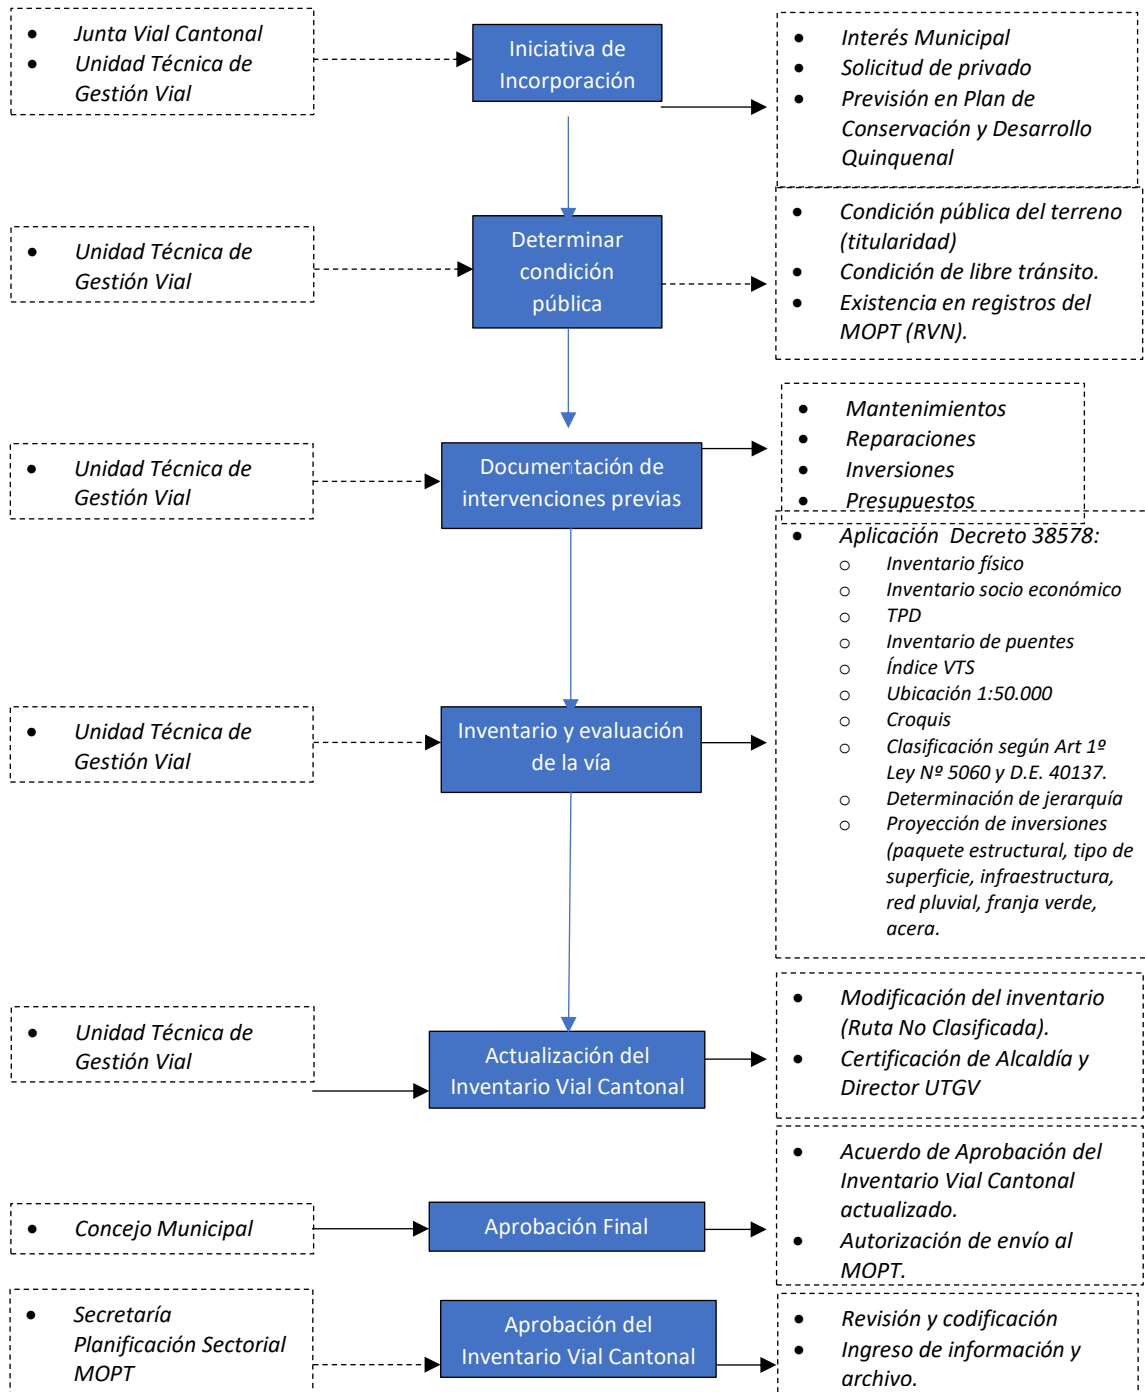 • Junta Vial Cantonal
• Unidad Técnica de
Gestión Vial
Iniciativa de
Incorporación
• Interés Municipal
• Solicitud de privado
• Previsión en Plan de
Conservación y Desarrollo
Quinquenal
• Unidad Técnica de
Gestión Vial
Determinar
condición
pública
• Condición pública del terreno
(titularidad)
• Condición de libre tránsito.
• Existencia en registros del
MOPT (RVN).
• Unidad Técnica de
Gestión Vial
Documentación de
intervenciones previas
• Mantenimientos
• Reparaciones
• Inversiones
• Presupuestos
• Unidad Técnica de
Gestión Vial
Inventario y evaluación
de la vía
• Aplicación Decreto 38578:
o Inventario físico
o Inventario socio económico
o TPD
o Inventario de puentes
o Índice VTS
o Ubicación 1:50.000
o Croquis
o Clasificación según Art 1º
Ley Nº 5060 y D.E. 40137.
o Determinación de jerarquía
o Proyección de inversiones
(paquete estructural, tipo de
superficie, infraestructura,
red pluvial, franja verde,
acera.
• Unidad Técnica de
Gestión Vial
Actualización del
Inventario Vial Cantonal
• Modificación del inventario
(Ruta No Clasificada).
• Certificación de Alcaldía y
Director UTGV
• Concejo Municipal
Aprobación Final
• Acuerdo de Aprobación del
Inventario Vial Cantonal
actualizado.
• Autorización de envío al
MOPT.
• Secretaría
Planificación Sectorial
MOPT
Aprobación del
Inventario Vial Cantonal
• Revisión y codificación
• Ingreso de información y
archivo.